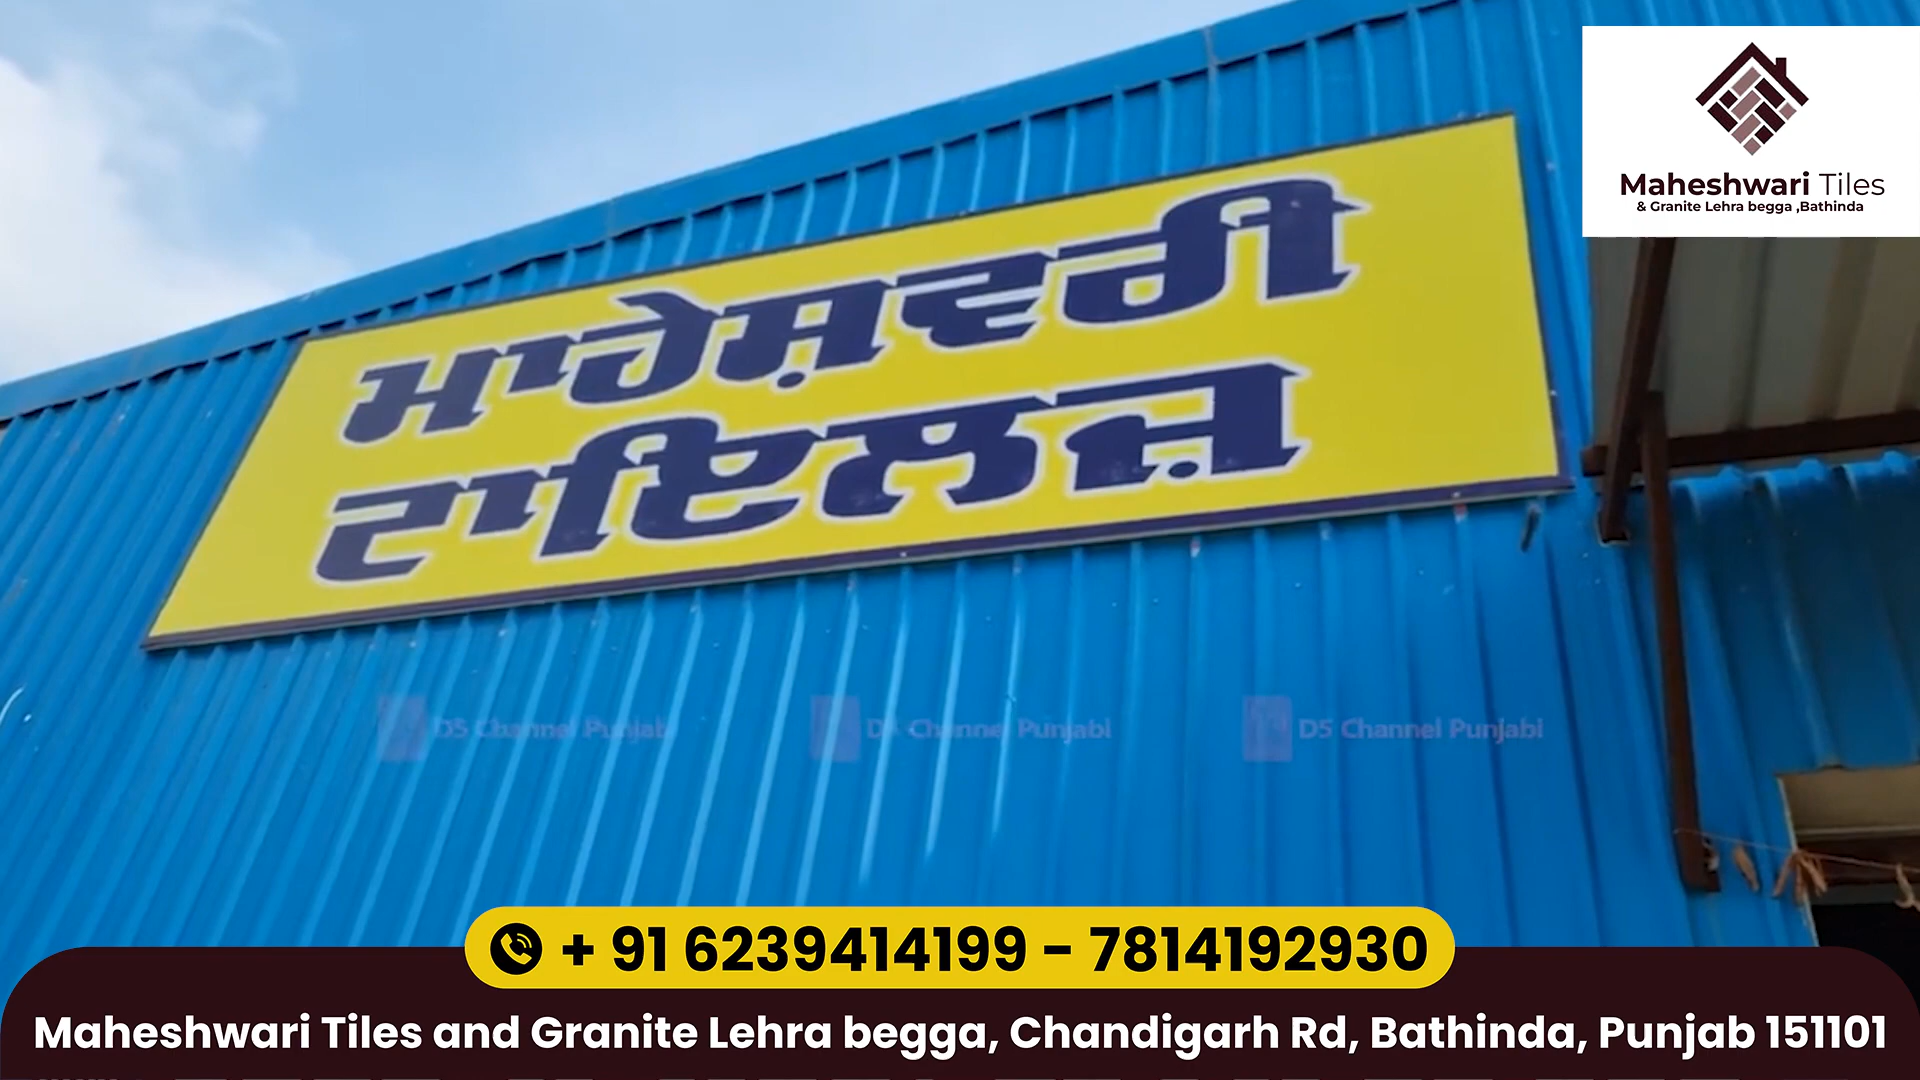 Maheshwari Tiles
& Granite Lehra begga ,Bathinda
ਮਾਹੇਸ਼ਵਰੀ
ਟਾਇਲਜ਼
D5 Channel Punjabi D5 Channel Punjabi D5 Channel Punjabi
+ 91 6239414199 - 7814192930
Maheshwari Tiles and Granite Lehra begga, Chandigarh Rd, Bathinda, Punjab 151101